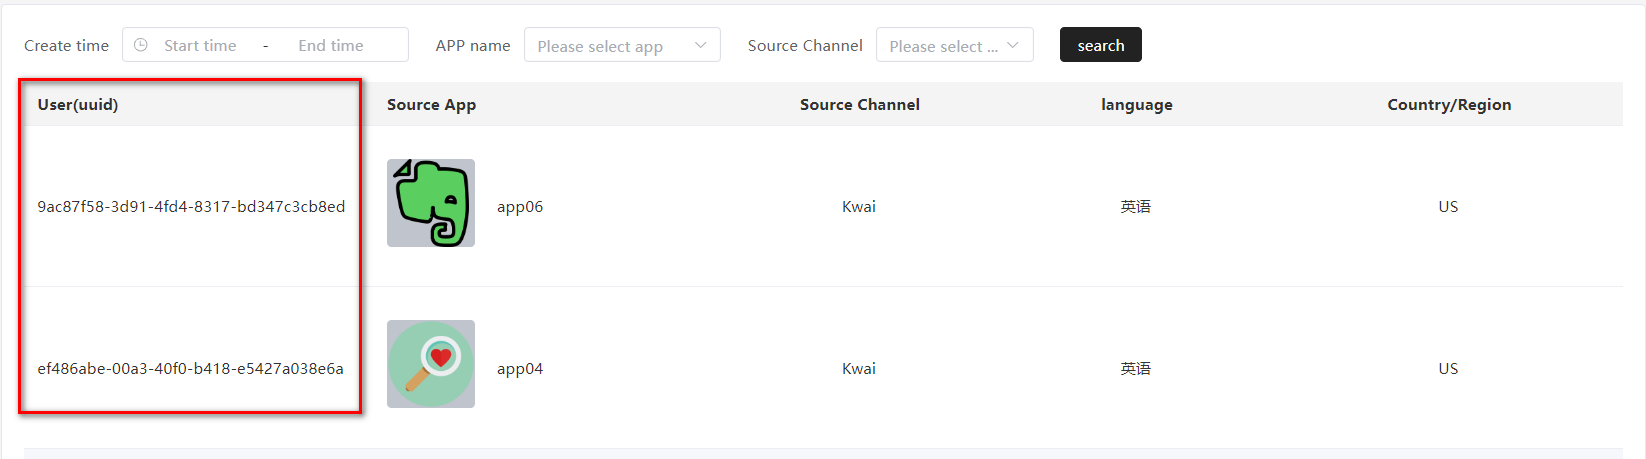 Create time Start time - End time APP name Please select app Source Channel Please select ... search
User(uuid) Source App Source Channel language Country/Region
9ac87f58-3d91-4fd4-8317-bd347c3cb8ed app06 Kwai 英语 US
ef486abe-00a3-40f0-b418-e5427a038e6a app04 Kwai 英语 US